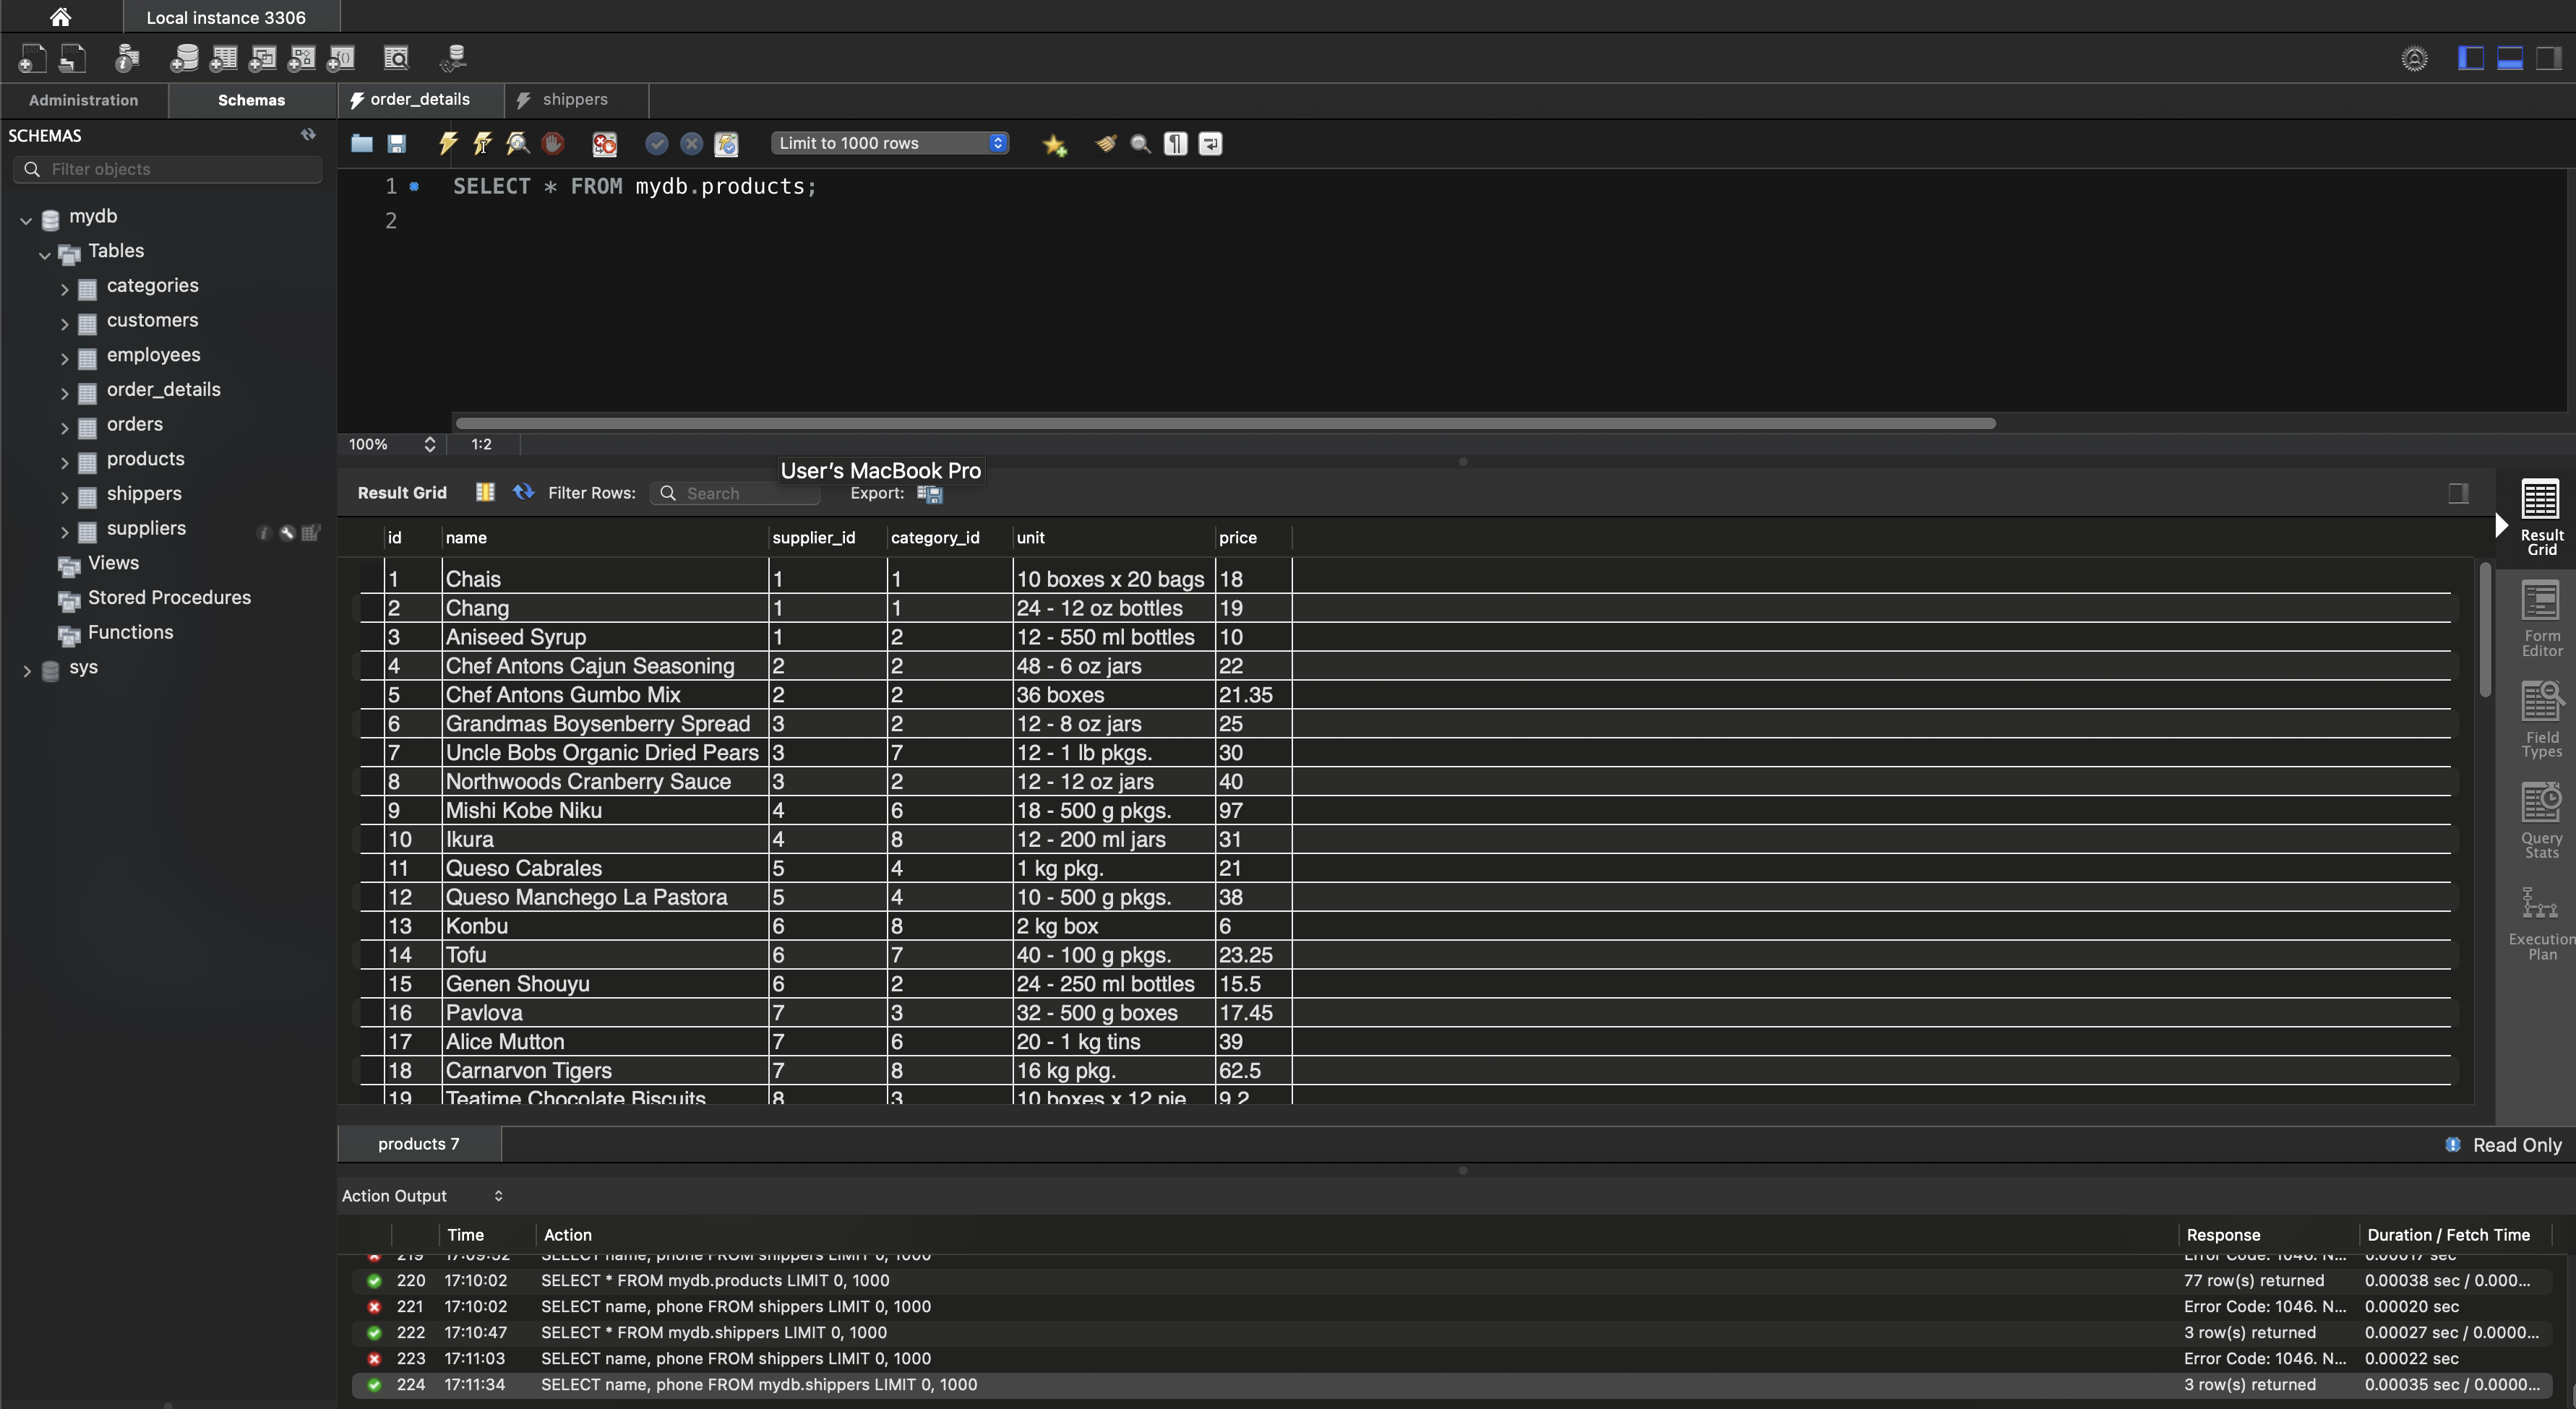 Local instance 3306
Administration
Schemas
order_details
shippers
SCHEMAS
Filter objects
mydb
Tables
categories
customers
employees
order_details
orders
products
shippers
suppliers
Views
Stored Procedures
Functions
sys
Limit to 1000 rows
1 SELECT * FROM mydb.products;
2
100% 1:2
User's MacBook Pro
Result Grid Filter Rows: Search Export:
id name supplier_id category_id unit price
1 Chais 1 1 10 boxes x 20 bags 18
2 Chang 1 1 24 - 12 oz bottles 19
3 Aniseed Syrup 1 2 12 - 550 ml bottles 10
4 Chef Antons Cajun Seasoning 2 2 48 - 6 oz jars 22
5 Chef Antons Gumbo Mix 2 2 36 boxes 21.35
6 Grandmas Boysenberry Spread 3 2 12 - 8 oz jars 25
7 Uncle Bobs Organic Dried Pears 3 7 12 - 1 lb pkgs. 30
8 Northwoods Cranberry Sauce 3 2 12 - 12 oz jars 40
9 Mishi Kobe Niku 4 6 18 - 500 g pkgs. 97
10 Ikura 4 8 12 - 200 ml jars 31
11 Queso Cabrales 5 4 1 kg pkg. 21
12 Queso Manchego La Pastora 5 4 10 - 500 g pkgs. 38
13 Konbu 6 8 2 kg box 6
14 Tofu 6 7 40 - 100 g pkgs. 23.25
15 Genen Shouyu 6 2 24 - 250 ml bottles 15.5
16 Pavlova 7 3 32 - 500 g boxes 17.45
17 Alice Mutton 7 6 20 - 1 kg tins 39
18 Carnarvon Tigers 7 8 16 kg pkg. 62.5
19 Teatime Chocolate Biscuits 8 3 10 boxes x 12 pie 9.2
Result Grid
Form Editor
Field Types
Query Stats
Execution Plan
products 7
Read Only
Action Output
Time Action Response Duration / Fetch Time
219 17:09:52 SELECT name, phone FROM shippers LIMIT 0, 1000 Error Code: 1046. N... 0.00017 sec
220 17:10:02 SELECT * FROM mydb.products LIMIT 0, 1000 77 row(s) returned 0.00038 sec / 0.000...
221 17:10:02 SELECT name, phone FROM shippers LIMIT 0, 1000 Error Code: 1046. N... 0.00020 sec
222 17:10:47 SELECT * FROM mydb.shippers LIMIT 0, 1000 3 row(s) returned 0.00027 sec / 0.0000...
223 17:11:03 SELECT name, phone FROM shippers LIMIT 0, 1000 Error Code: 1046. N... 0.00022 sec
224 17:11:34 SELECT name, phone FROM mydb.shippers LIMIT 0, 1000 3 row(s) returned 0.00035 sec / 0.0000...